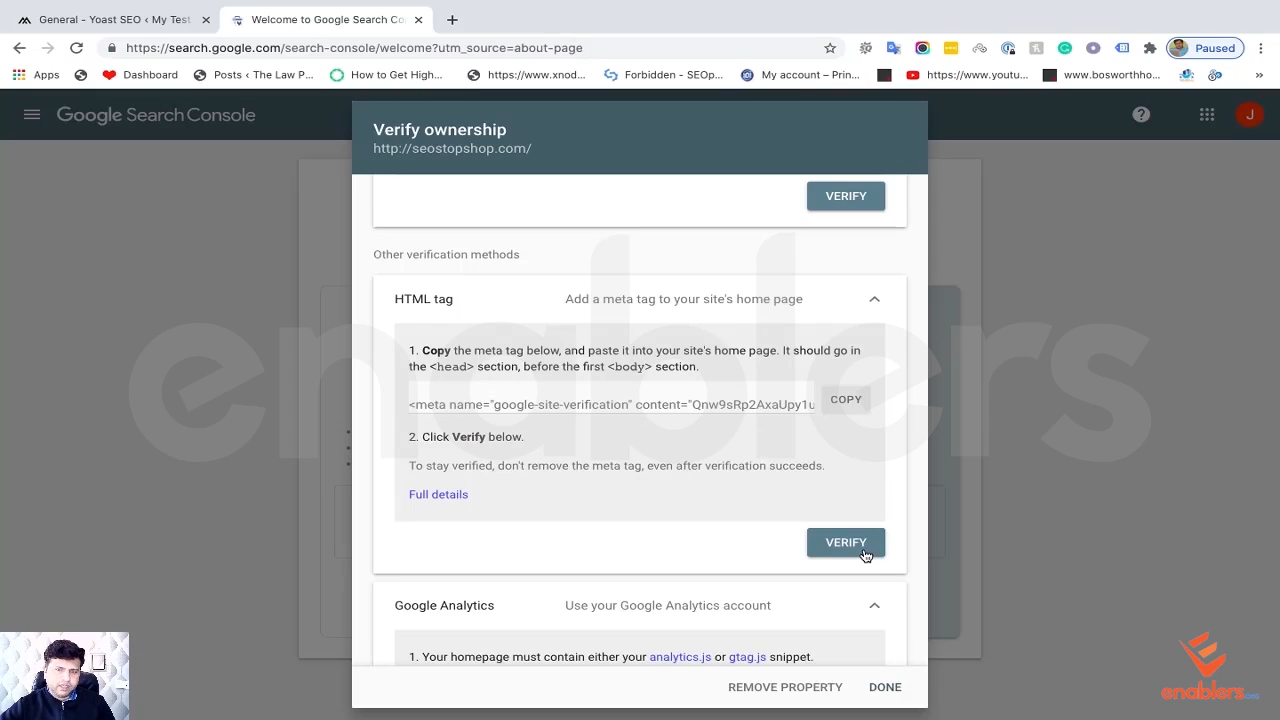 General - Yoast SEO ‹ My Test
Welcome to Google Search Co
https://search.google.com/search-console/welcome?utm_source=about-page
Paused
Apps
Dashboard
Posts ‹ The Law P...
How to Get High...
https://www.xnod...
Forbidden - SEOp...
My account – Prin...
https://www.youtu...
www.bosworthho...
»
Google Search Console
J
Verify ownership
http://seostopshop.com/
VERIFY
Other verification methods
HTML tag
Add a meta tag to your site's home page
1. Copy the meta tag below, and paste it into your site's home page. It should go in
the <head> section, before the first <body> section.
<meta name="google-site-verification" content="Qnw9sRp2AxaUpy1u
COPY
2. Click Verify below.
To stay verified, don't remove the meta tag, even after verification succeeds.
Full details
VERIFY
Google Analytics
Use your Google Analytics account
1. Your homepage must contain either your analytics.js or gtag.js snippet.
REMOVE PROPERTY
DONE
enablers
enablers